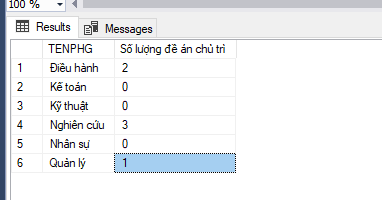 100 %
Results Messages
TENPHG Số lượng đề án chủ trì
1 Điều hành 2
2 Kế toán 0
3 Kỹ thuật 0
4 Nghiên cứu 3
5 Nhân sự 0
6 Quản lý 1